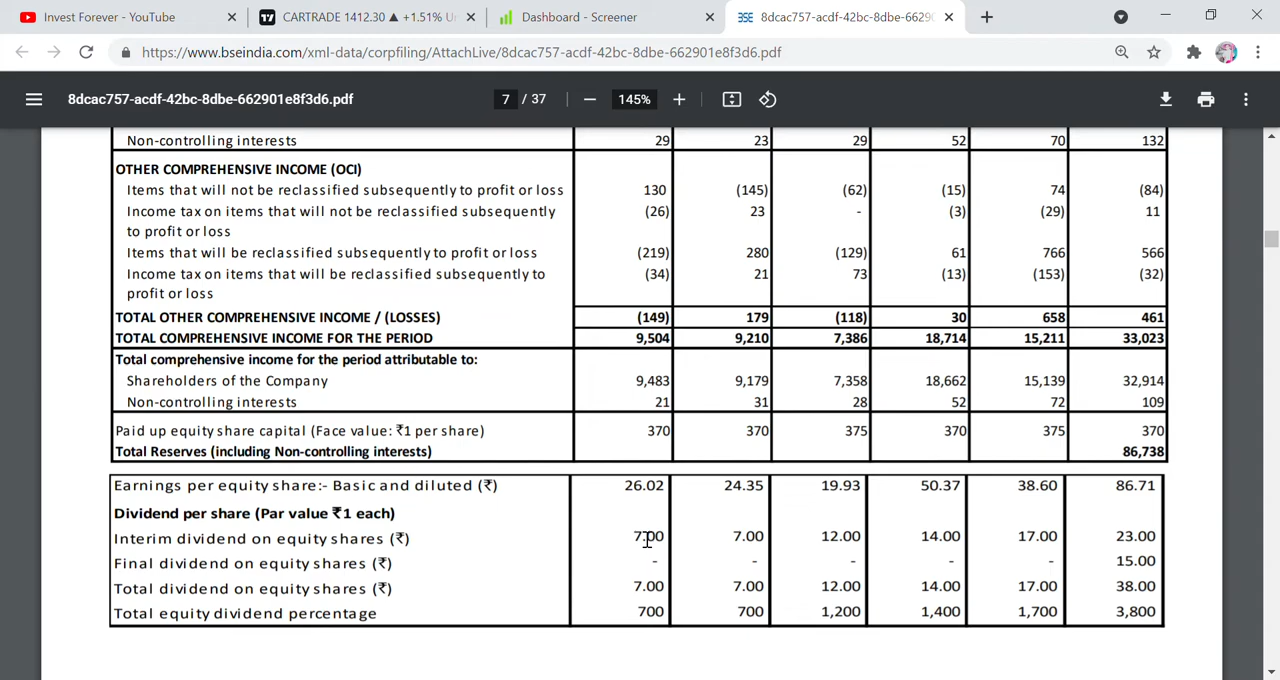 Invest Forever - YouTube
CARTRADE 1412.30 ▲ +1.51% U
Dashboard - Screener
8dcac757-acdf-42bc-8dbe-6629
https://www.bseindia.com/xml-data/corpfiling/AttachLive/8dcac757-acdf-42bc-8dbe-662901e8f3d6.pdf
8dcac757-acdf-42bc-8dbe-662901e8f3d6.pdf 7 / 37 145%
Non-controlling interests 29 23 29 52 70 132
OTHER COMPREHENSIVE INCOME (OCI)
Items that will not be reclassified subsequently to profit or loss 130 (145) (62) (15) 74 (84)
Income tax on items that will not be reclassified subsequently (26) 23 - (3) (29) 11
to profit or loss
Items that will be reclassified subsequently to profit or loss (219) 280 (129) 61 766 566
Income tax on items that will be reclassified subsequently to (34) 21 73 (13) (153) (32)
profit or loss
TOTAL OTHER COMPREHENSIVE INCOME / (LOSSES) (149) 179 (118) 30 658 461
TOTAL COMPREHENSIVE INCOME FOR THE PERIOD 9,504 9,210 7,386 18,714 15,211 33,023
Total comprehensive income for the period attributable to:
Shareholders of the Company 9,483 9,179 7,358 18,662 15,139 32,914
Non-controlling interests 21 31 28 52 72 109
Paid up equity share capital (Face value: ₹1 per share) 370 370 375 370 375 370
Total Reserves (including Non-controlling interests) 86,738
Earnings per equity share:- Basic and diluted (₹) 26.02 24.35 19.93 50.37 38.60 86.71
Dividend per share (Par value ₹1 each)
Interim dividend on equity shares (₹) 7.00 7.00 12.00 14.00 17.00 23.00
Final dividend on equity shares (₹) - - - - - 15.00
Total dividend on equity shares (₹) 7.00 7.00 12.00 14.00 17.00 38.00
Total equity dividend percentage 700 700 1,200 1,400 1,700 3,800